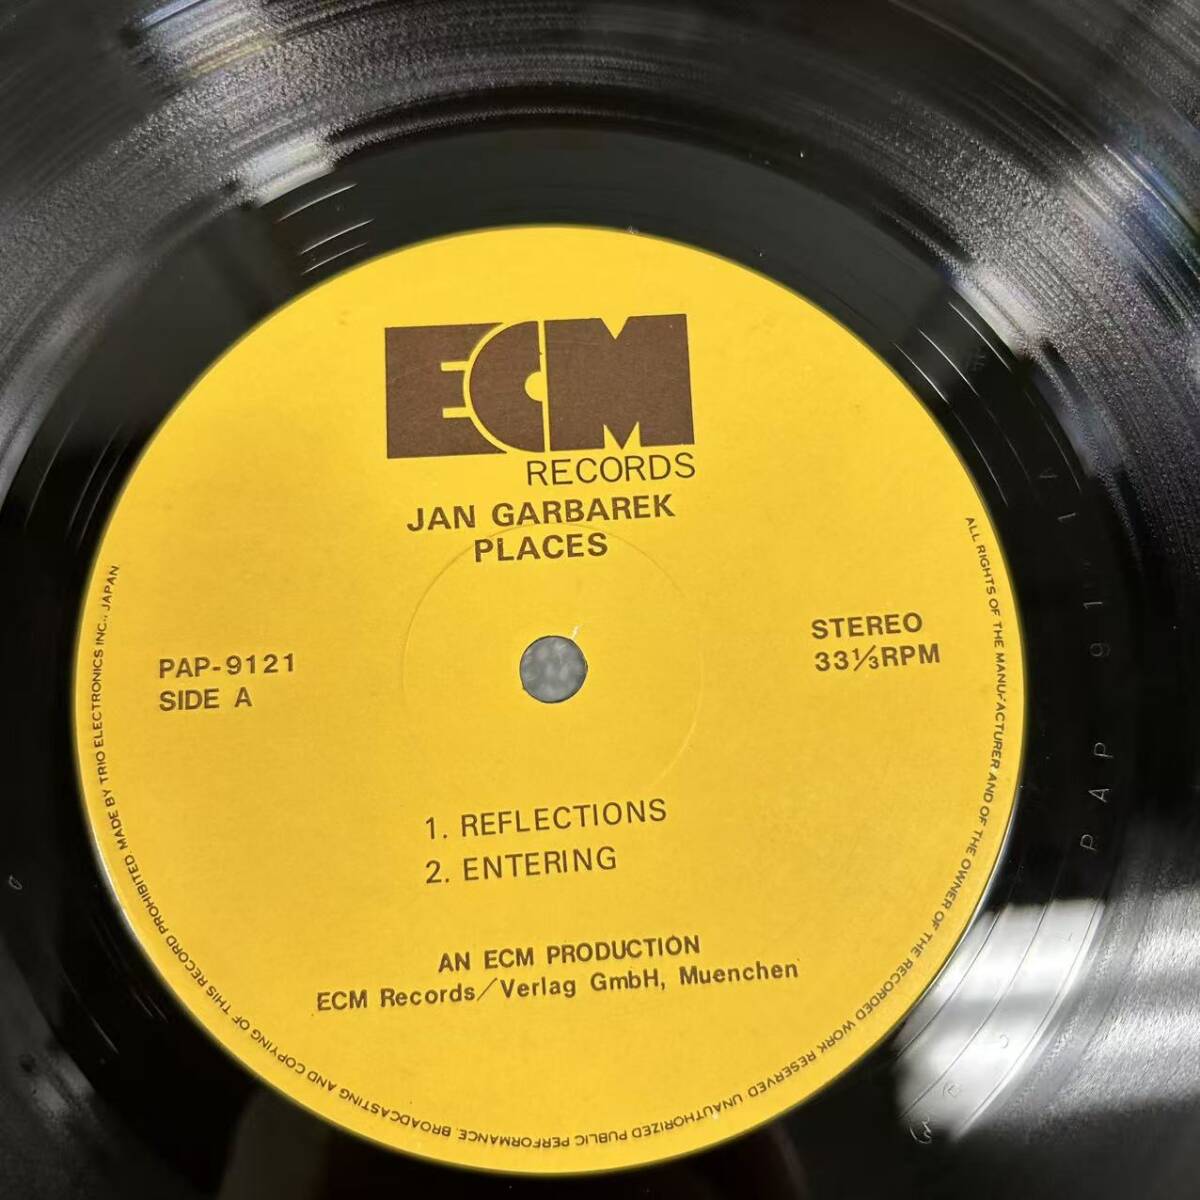 ECM
RECORDS
JAN GARBAREK
PLACES
PAP-9121
SIDE A
STEREO
33⅓RPM
1. REFLECTIONS
2. ENTERING
AN ECM PRODUCTION
ECM Records/Verlag GmbH, Muenchen
ALL RIGHTS OF THE MANUFACTURER AND OF THE OWNER OF THE RECORDED WORK RESERVED. UNAUTHORIZED PUBLIC PERFORMANCE. BROADCASTING AND COPYING OF THIS RECORD PROHIBITED. MADE BY TRIO ELECTRONICS INC., JAPAN